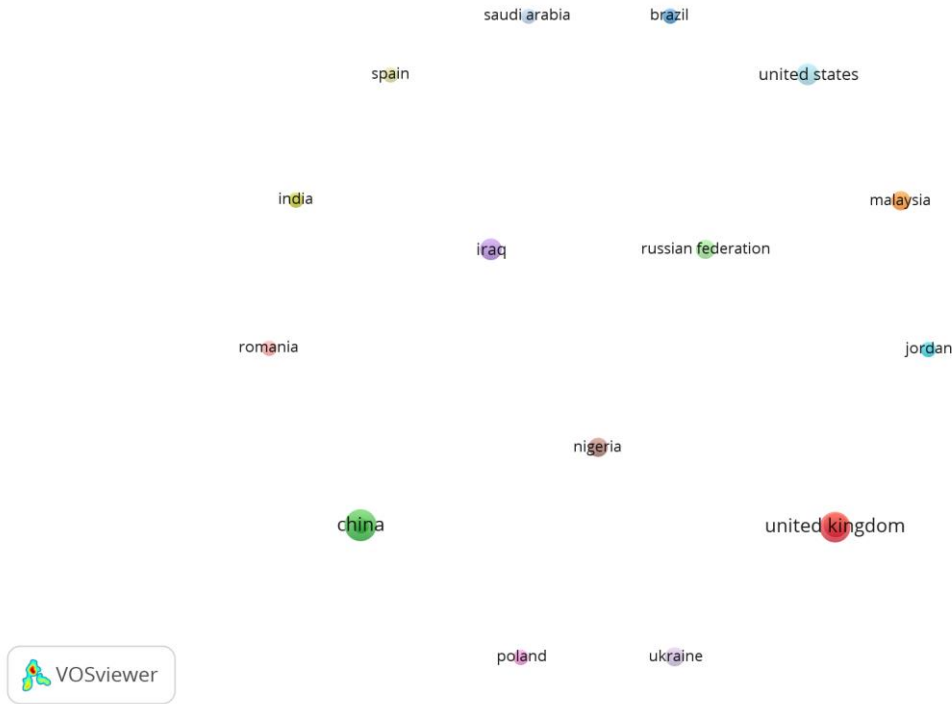 saudi arabia
brazil
spain
united states
india
malaysia
iraq
russian federation
romania
jordan
nigeria
china
united kingdom
poland
ukraine
VOSviewer